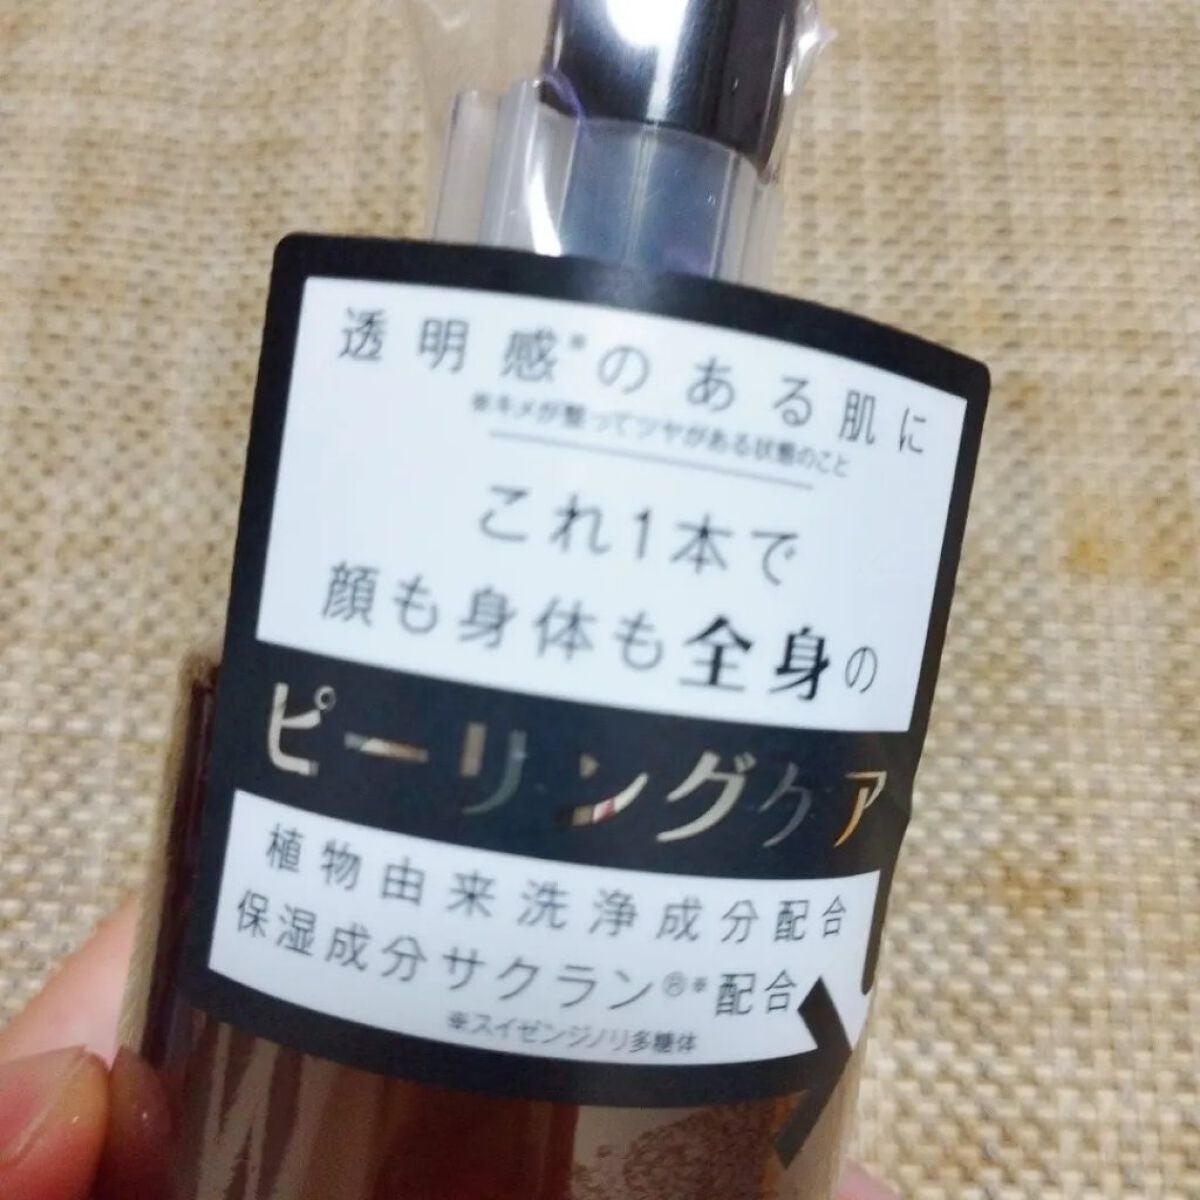 透明感※のある肌に
※キメが整ってツヤがある状態のこと
これ1本で
顔も身体も全身の
ピーリングケア
植物由来洗浄成分配合
保湿成分サクラン®※配合
※スイゼンジノリ多糖体